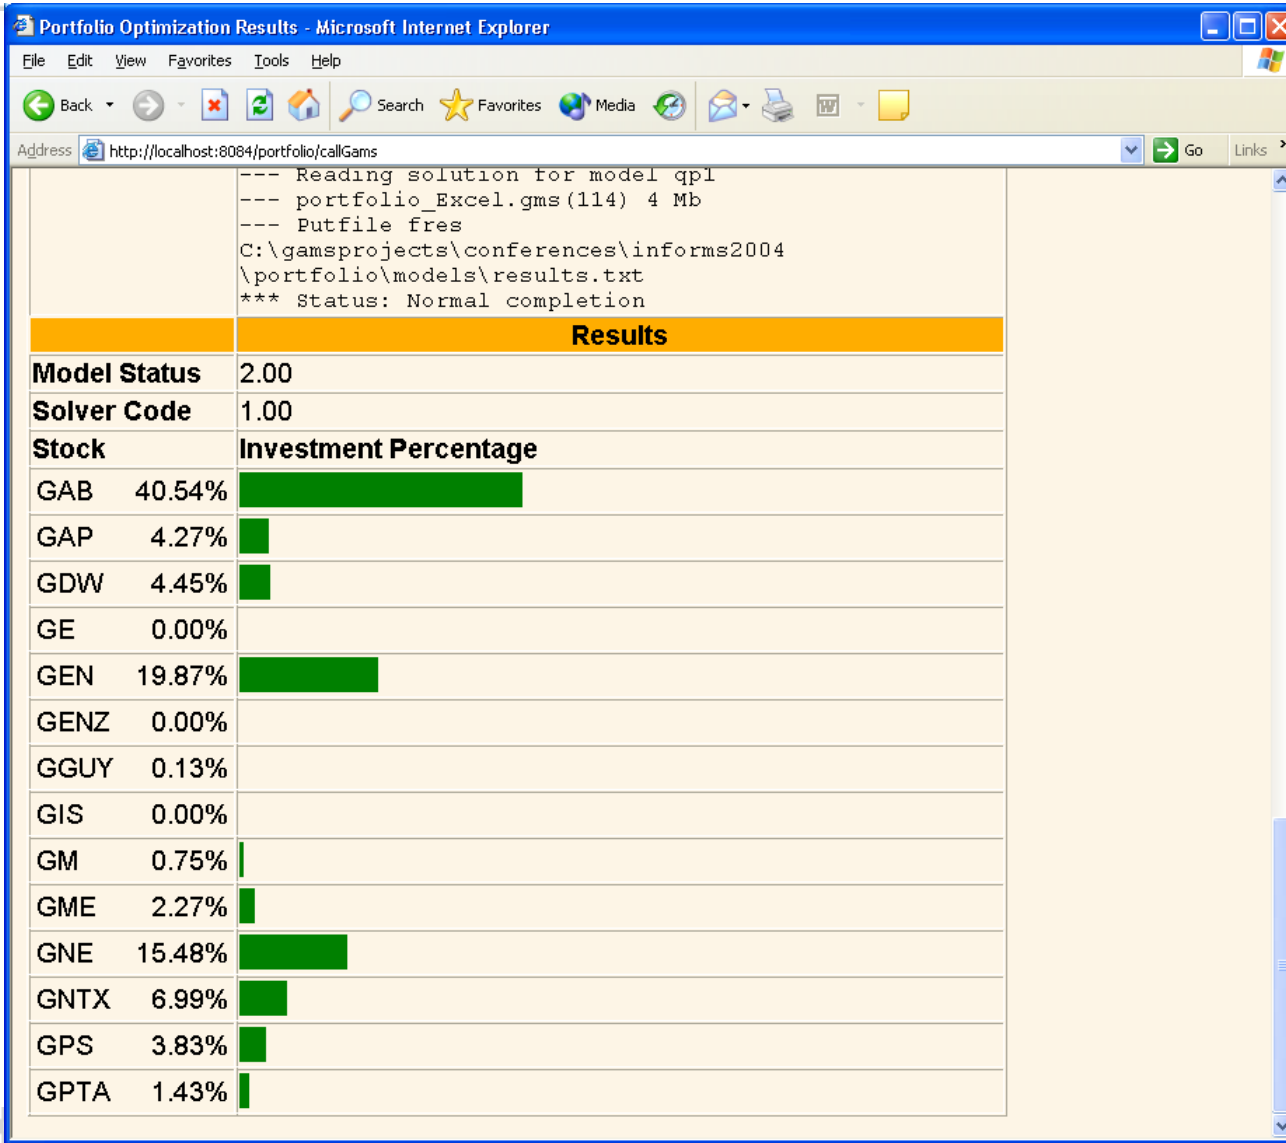 Portfolio Optimization Results - Microsoft Internet Explorer
File Edit View Favorites Tools Help
Back Search Favorites Media
Address http://localhost:8084/portfolio/callGams Go Links
--- Reading solution for model qp1
--- portfolio_Excel.gms(114) 4 Mb
--- Putfile fres
C:\gamsprojects\conferences\informs2004
\portfolio\models\results.txt
*** Status: Normal completion
Results
Model Status 2.00
Solver Code 1.00
Stock Investment Percentage
GAB 40.54%
GAP 4.27%
GDW 4.45%
GE 0.00%
GEN 19.87%
GENZ 0.00%
GGUY 0.13%
GIS 0.00%
GM 0.75%
GME 2.27%
GNE 15.48%
GNTX 6.99%
GPS 3.83%
GPTA 1.43%